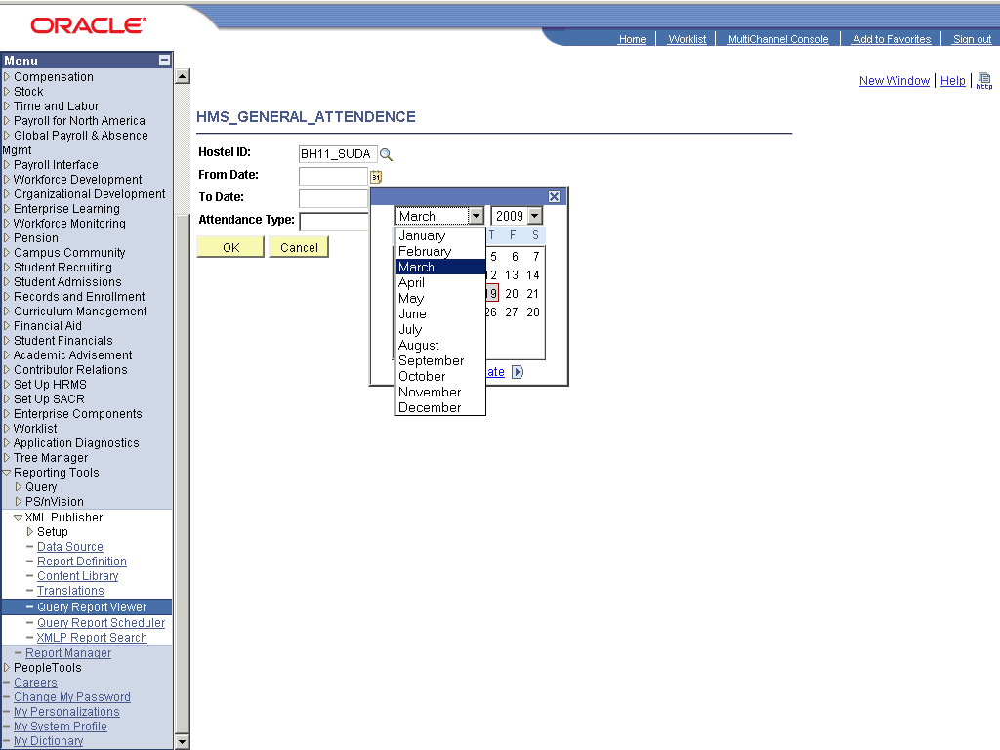 ORACLE
Home Worklist MultiChannel Console Add to Favorites Sign out
New Window Help http
Menu
Compensation
Stock
Time and Labor
Payroll for North America
Global Payroll & Absence
Mgmt
Payroll Interface
Workforce Development
Organizational Development
Enterprise Learning
Workforce Monitoring
Pension
Campus Community
Student Recruiting
Student Admissions
Records and Enrollment
Curriculum Management
Financial Aid
Student Financials
Academic Advisement
Contributor Relations
Set Up HRMS
Set Up SACR
Enterprise Components
Worklist
Application Diagnostics
Tree Manager
Reporting Tools
Query
PS/nVision
XML Publisher
Setup
Data Source
Report Definition
Content Library
Translations
Query Report Viewer
Query Report Scheduler
XMLP Report Search
Report Manager
PeopleTools
Careers
Change My Password
My Personalizations
My System Profile
My Dictionary
HMS_GENERAL_ATTENDENCE
Hostel ID: BH11_SUDA
From Date: 31
To Date:
Attendance Type:
OK Cancel
March 2009
T F S
5 6 7
12 13 14
19 20 21
26 27 28
ate
January
February
March
April
May
June
July
August
September
October
November
December